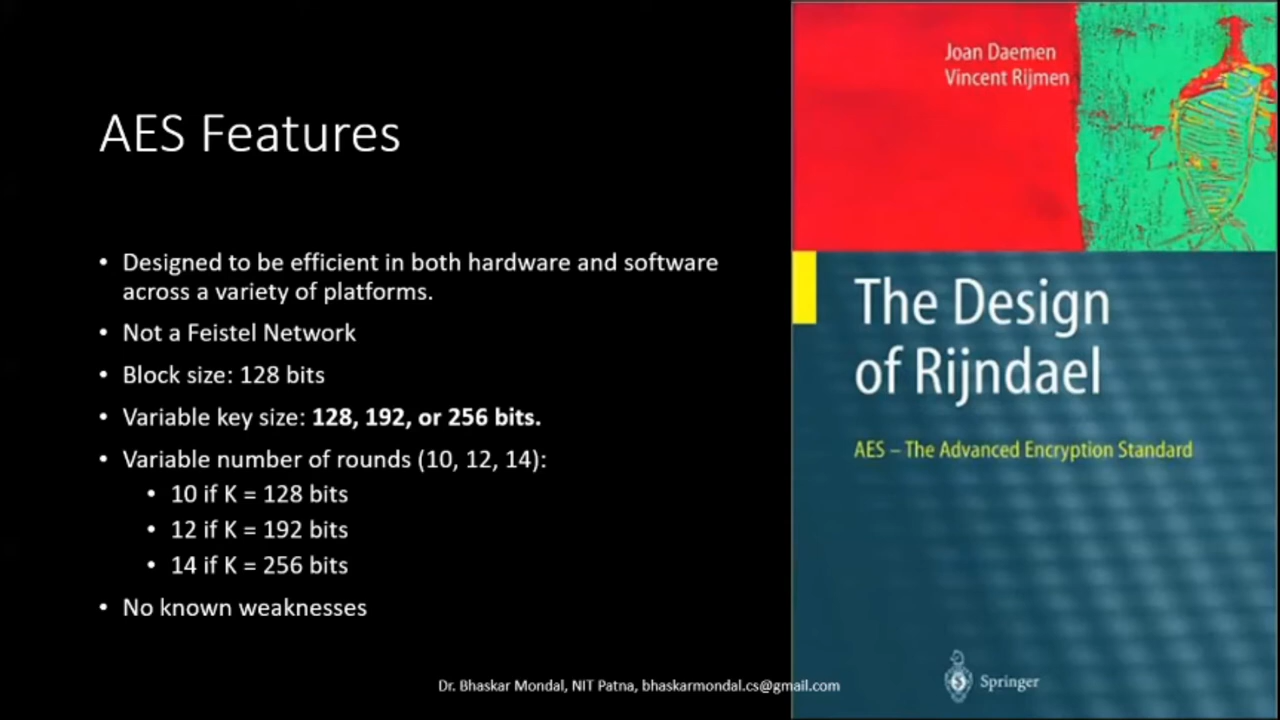 AES Features
• Designed to be efficient in both hardware and software
across a variety of platforms.
• Not a Feistel Network
• Block size: 128 bits
• Variable key size: 128, 192, or 256 bits.
• Variable number of rounds (10, 12, 14):
• 10 if K = 128 bits
• 12 if K = 192 bits
• 14 if K = 256 bits
• No known weaknesses
Dr. Bhaskar Mondal, NIT Patna, bhaskarmondal.cs@gmail.com
Joan Daemen
Vincent Rijmen
The Design
of Rijndael
AES – The Advanced Encryption Standard
Springer